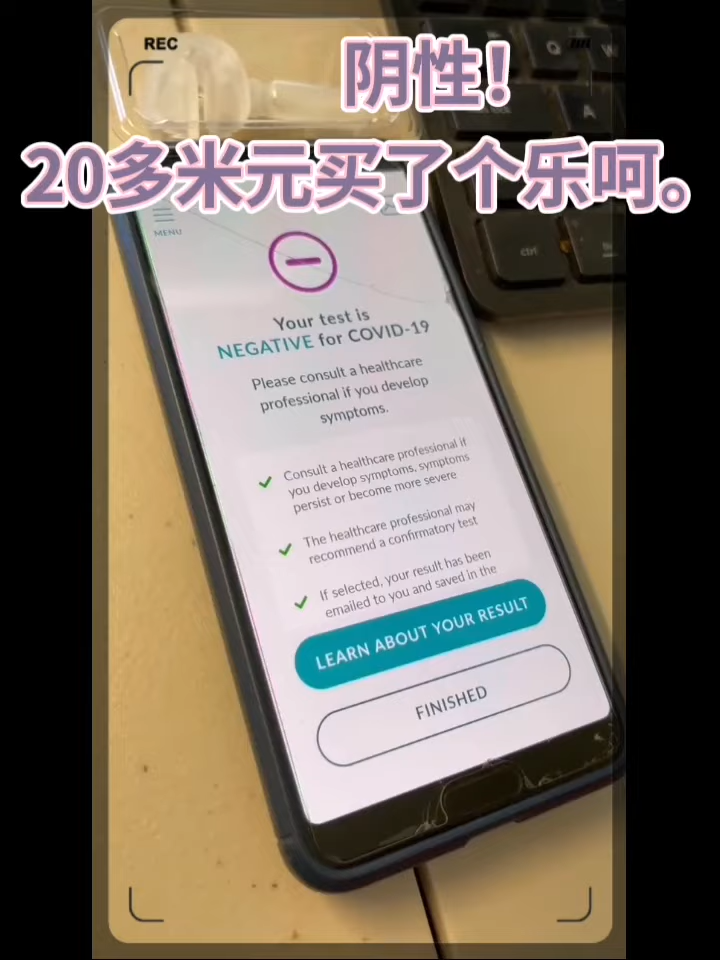 REC
阴性！
20多米元买了个乐呵。
MENU
Your test is
NEGATIVE for COVID-19
Please consult a healthcare
professional if you develop
symptoms.
Consult a healthcare professional if
you develop symptoms, symptoms
persist or become more severe
The healthcare professional may
recommend a confirmatory test
If selected, your result has been
emailed to you and saved in the
LEARN ABOUT YOUR RESULT
FINISHED
Q
W
A
ctrl